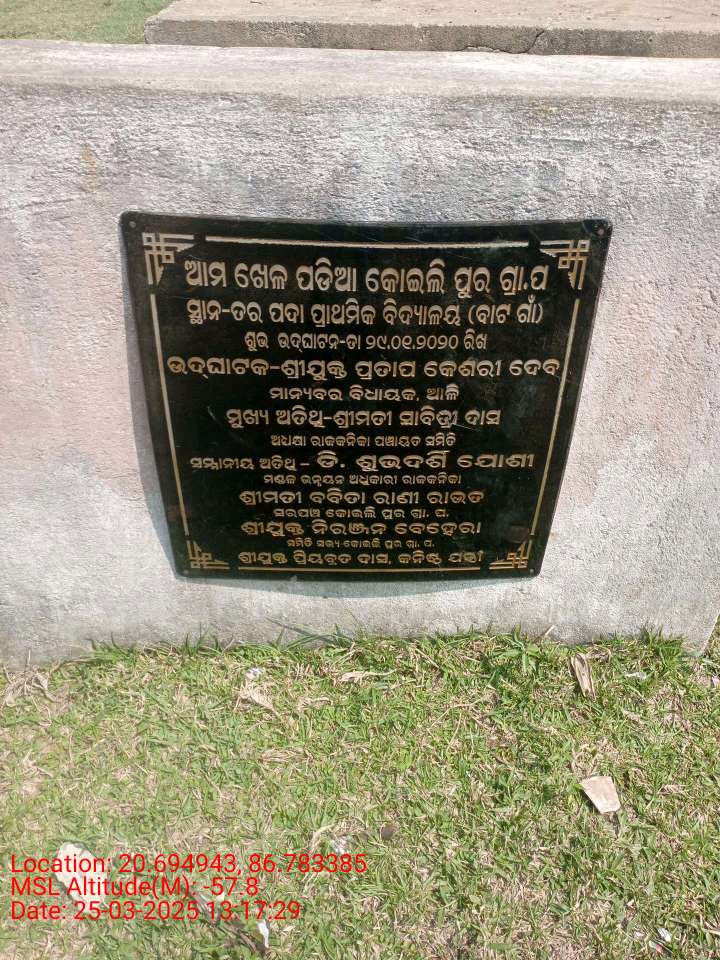 ଆମ ଖେଳ ପଡିଆ କୋଇଲି ପୁର ଗ୍ରା.ପ
ସ୍ଥାନ-ତର ପଦା ପ୍ରାଥମିକ ବିଦ୍ୟାଳୟ (ବାଟ ଗାଁ)
ଶୁଭ ଉଦ୍‌ଘାଟନ-ତା ୨୯.୦୧.୨୦୨୦ ରିଖ
ଉଦ୍‌ଘାଟକ-ଶ୍ରୀଯୁକ୍ତ ପ୍ରତାପ କେଶରୀ ଦେବ
ମାନ୍ୟବର ବିଧାୟକ, ଆଳି
ମୁଖ୍ୟ ଅତିଥି-ଶ୍ରୀମତୀ ସାବିତ୍ରୀ ଦାସ
ଅଧକ୍ଷା ରାଜକନିକା ପଞ୍ଚାୟତ ସମିତି
ସମ୍ମାନୀୟ ଅତିଥି - ଡି. ଶୁଭଦର୍ଶି ଯୋଶୀ
ମଣ୍ଡଳ ଉନ୍ନୟନ ଅଧିକାରୀ ରାଜକନିକା
ଶ୍ରୀମତୀ ବବିତା ରାଣୀ ରାଉତ
ସରପଞ୍ଚ କୋଇଲି ପୁର ଗ୍ରା. ପ.
ଶ୍ରୀଯୁକ୍ତ ନିରଞ୍ଜନ ବେହେରା
ସମିତି ସଭ୍ୟ-କୋଇଲି ପୁର ଗ୍ରା. ପ.
ଶ୍ରୀଯୁକ୍ତ ପ୍ରିୟବ୍ରତ ଦାସ, କନିଷ୍ଠ ଯନ୍ତ୍ରୀ
Location: 20.694943, 86.783385
MSL Altitude(M): -57.8
Date: 25-03-2025 13:17:29